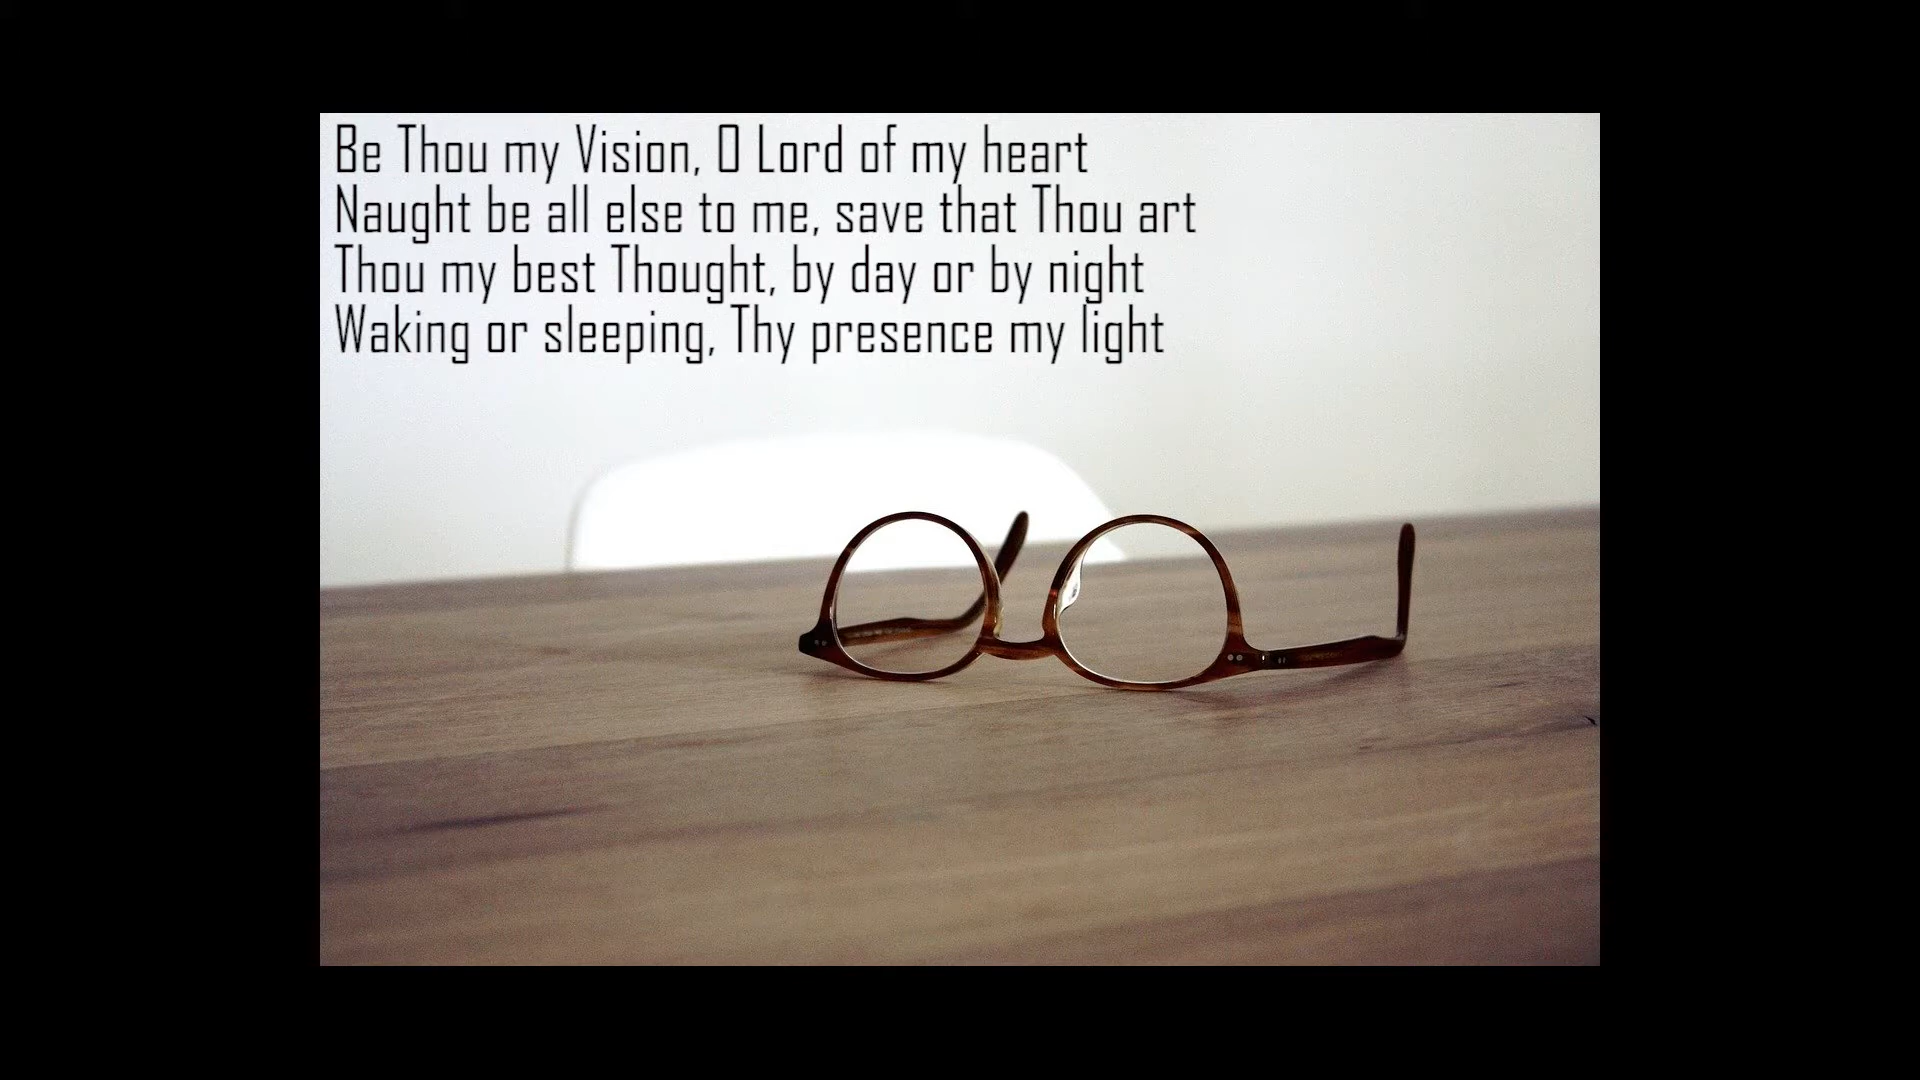 Be Thou my Vision, O Lord of my heart
Naught be all else to me, save that Thou art
Thou my best Thought, by day or by night
Waking or sleeping, Thy presence my light